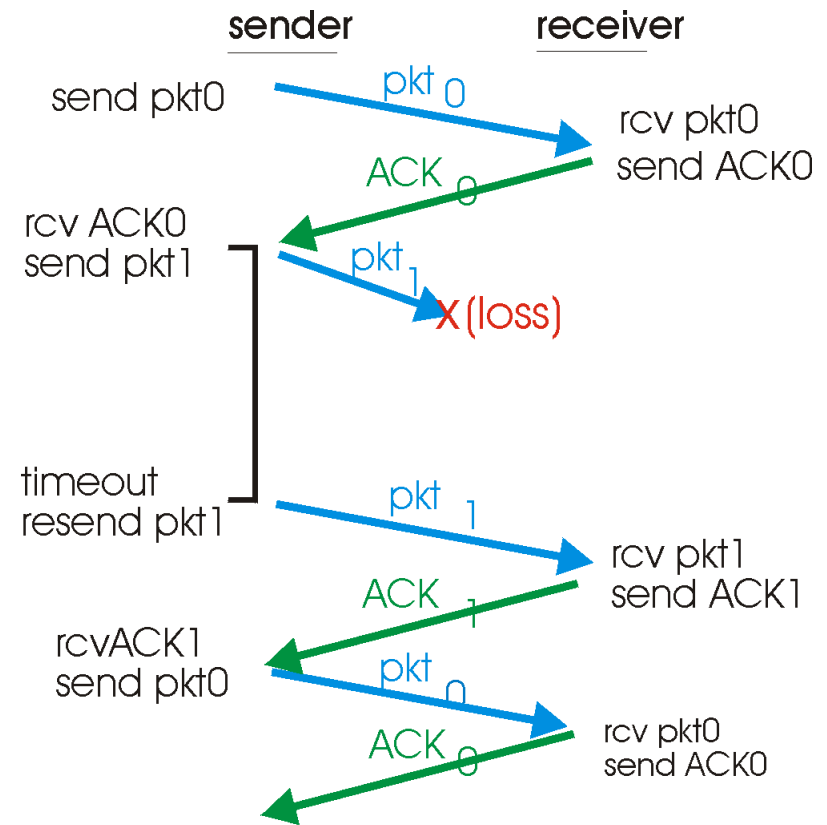 sender
receiver
send pkt0
pkt 0
rcv pkt0
send ACK0
ACK 0
rcv ACK0
send pkt1
pkt 1
X (loss)
timeout
resend pkt1
pkt 1
rcv pkt1
send ACK1
ACK 1
rcvACK1
send pkt0
pkt 0
rcv pkt0
send ACK0
ACK 0